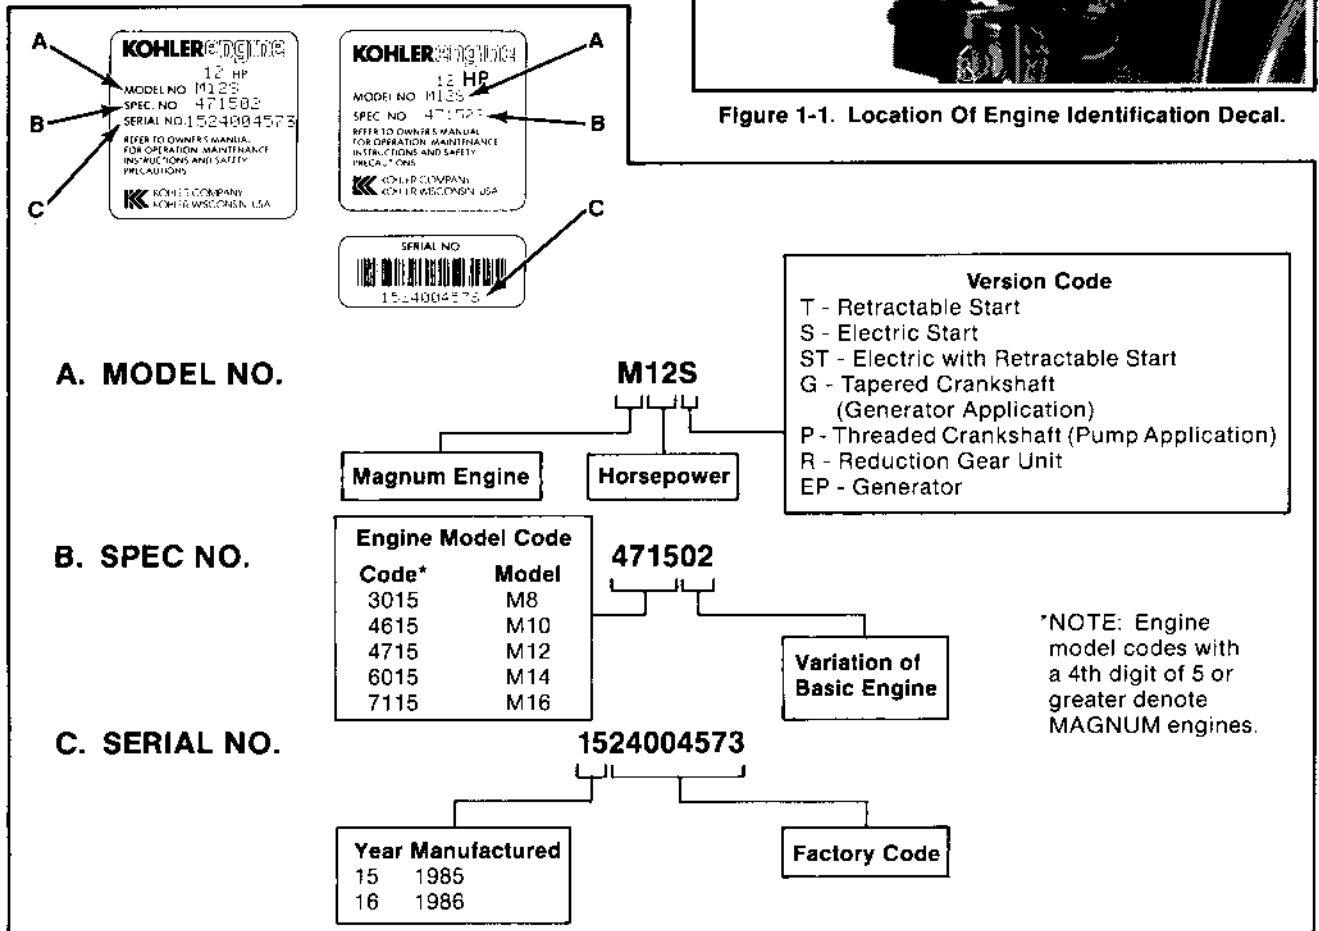 KOHLERengine
12 HP
MODEL NO M12S
SPEC. NO 471502
SERIAL NO.1524004573
REFER TO OWNER'S MANUAL
FOR OPERATION MAINTENANCE
INSTRUCTIONS AND SAFETY
PRECAUTIONS
KOHLER COMPANY
KOHLER WISCONSIN USA
KOHLERengine
12 HP
MODEL NO M12S
SPEC NO
REFER TO OWNERS MANUAL
FOR OPERATION MAINTENANCE
INSTRUCTIONS AND SAFETY
PRECAUTIONS
KOHLER COMPANY
KOHLER WISCONSIN USA
SERIAL NO
A
B
C
A
B
C
Figure 1-1. Location Of Engine Identification Decal.
A. MODEL NO.
M12S
Magnum Engine
Horsepower
Version Code
T - Retractable Start
S - Electric Start
ST - Electric with Retractable Start
G - Tapered Crankshaft
(Generator Application)
P - Threaded Crankshaft (Pump Application)
R - Reduction Gear Unit
EP - Generator
B. SPEC NO.
Engine Model Code
Code* Model
3015 M8
4615 M10
4715 M12
6015 M14
7115 M16
471502
Variation of
Basic Engine
*NOTE: Engine
model codes with
a 4th digit of 5 or
greater denote
MAGNUM engines.
C. SERIAL NO.
1524004573
Year Manufactured
15 1985
16 1986
Factory Code